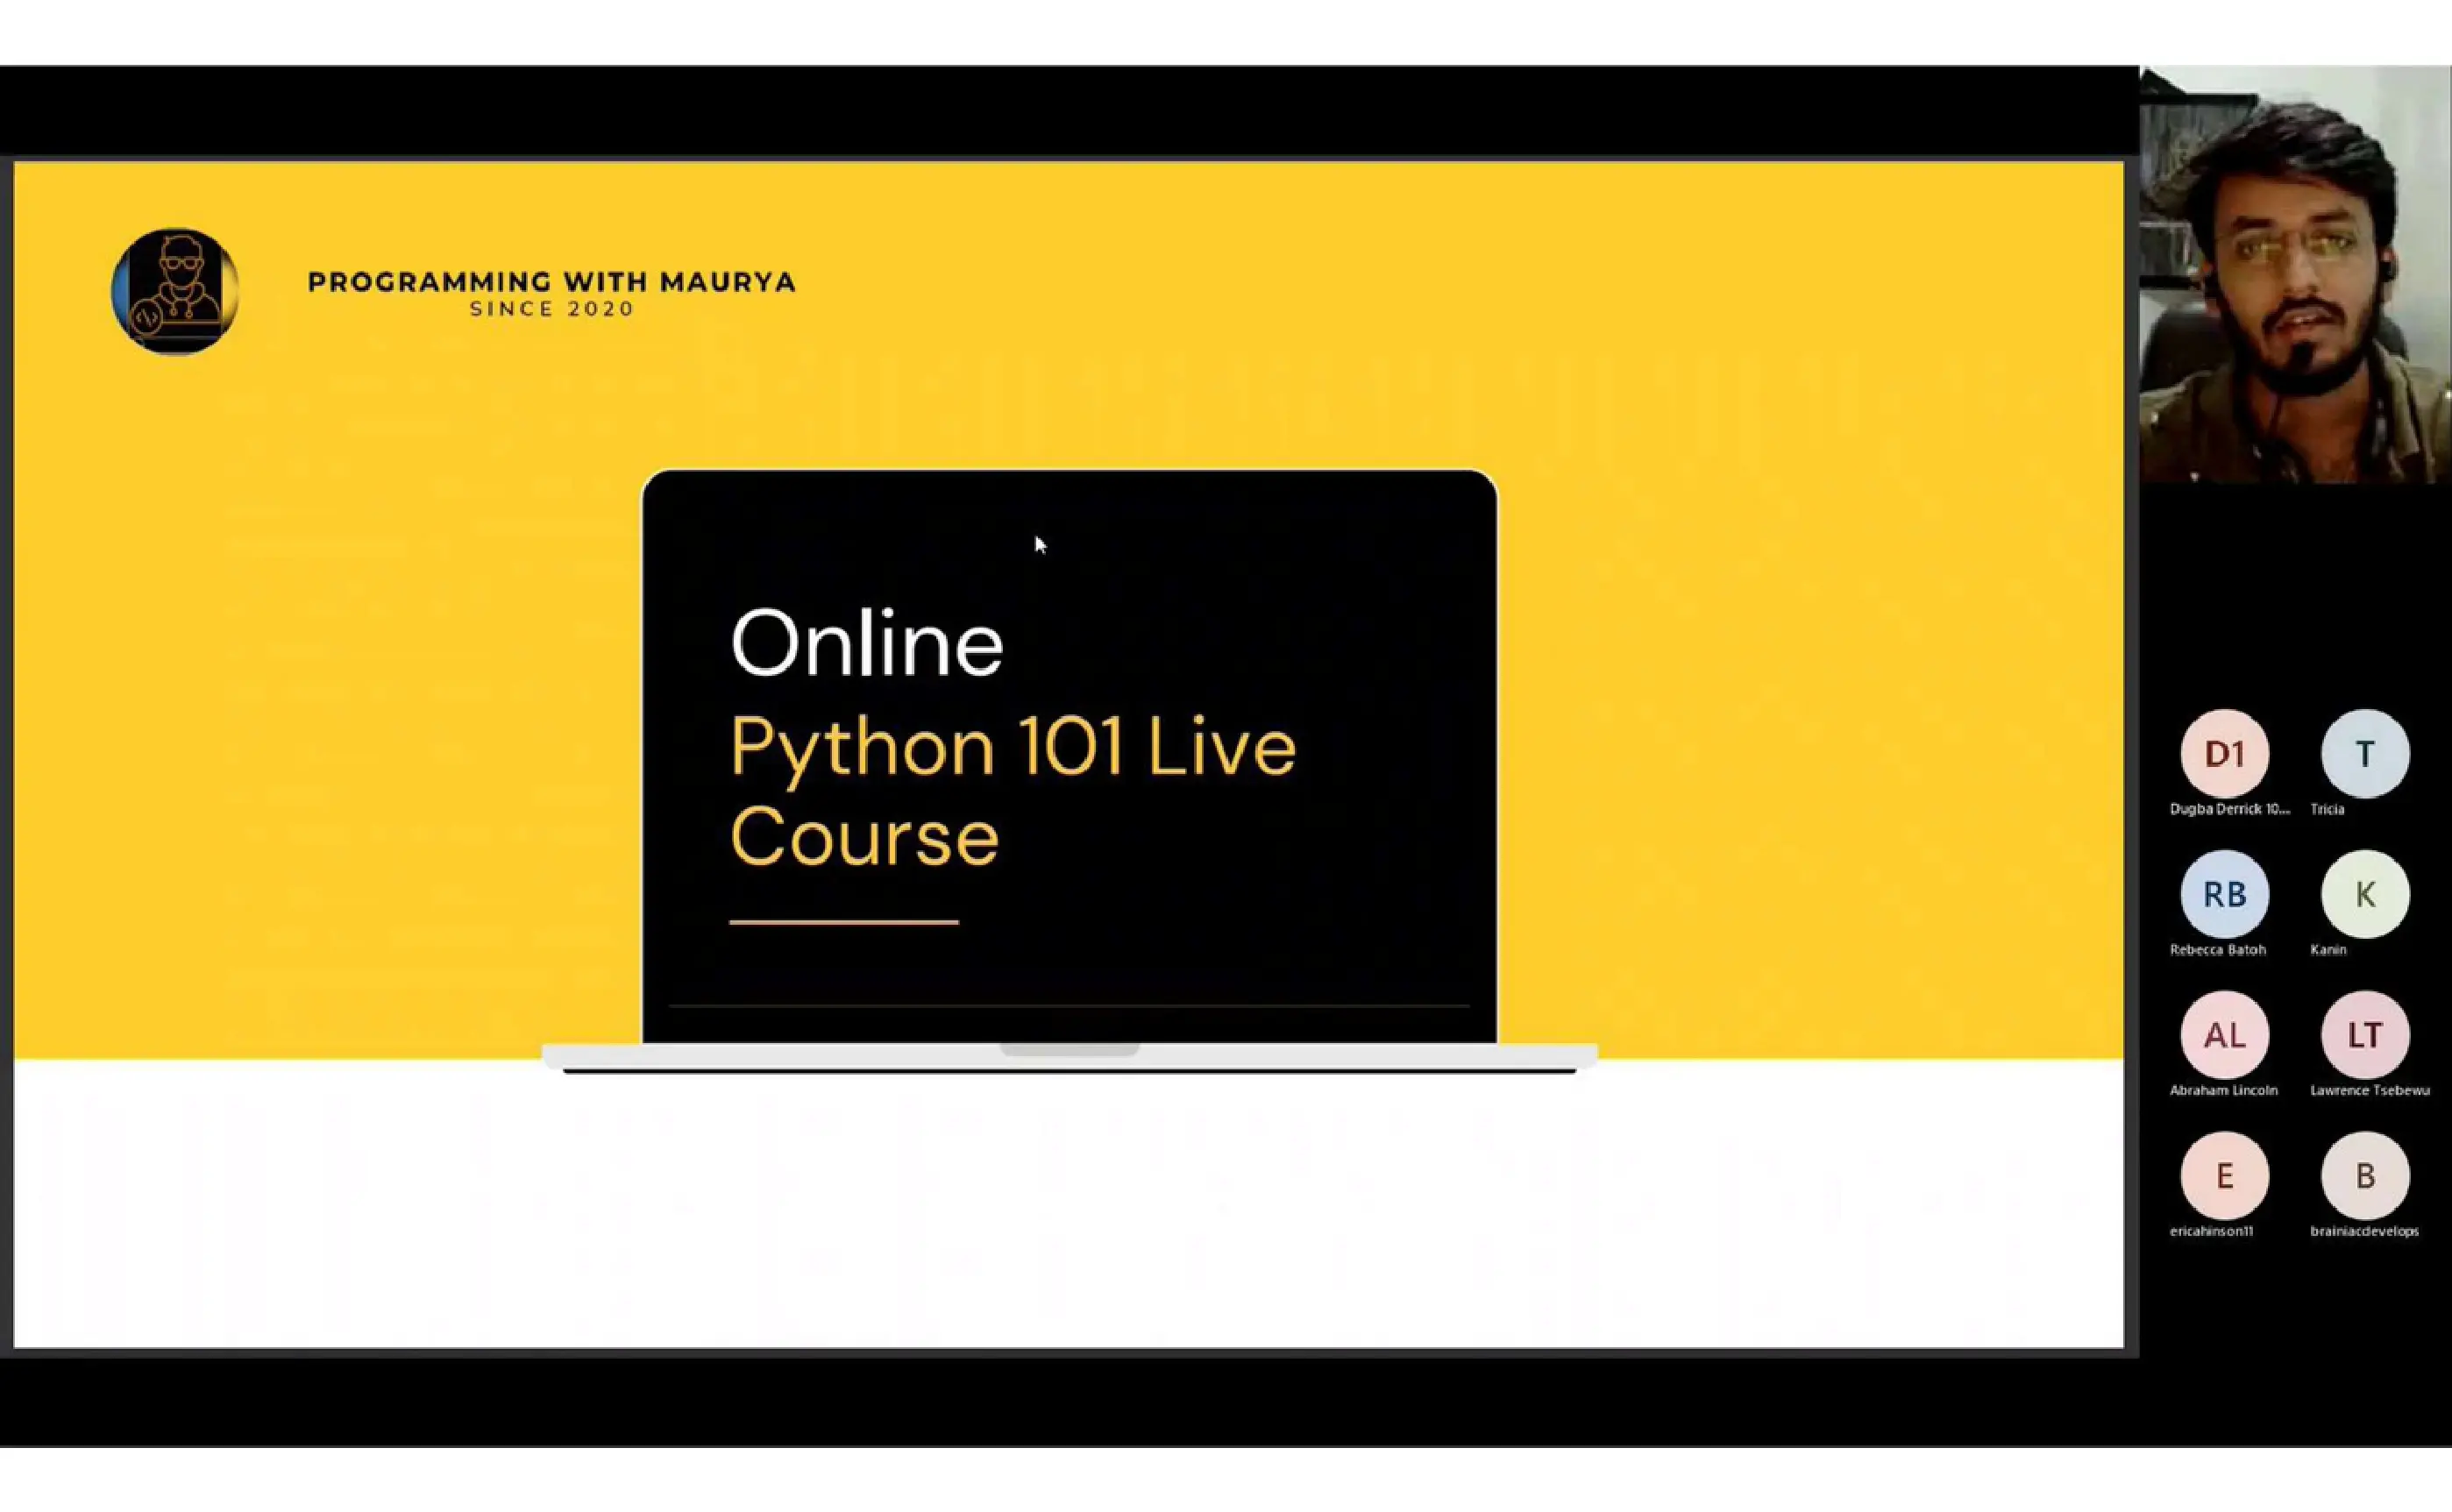 PROGRAMMING WITH MAURYA
SINCE 2020
Online
Python 101 Live
Course
D1
Dugba Derrick 10...
T
Tricia
RB
Rebecca Batoh
K
Kanin
AL
Abraham Lincoln
LT
Lawrence Tsebewu
E
ericahinson11
B
brainiacdevelops